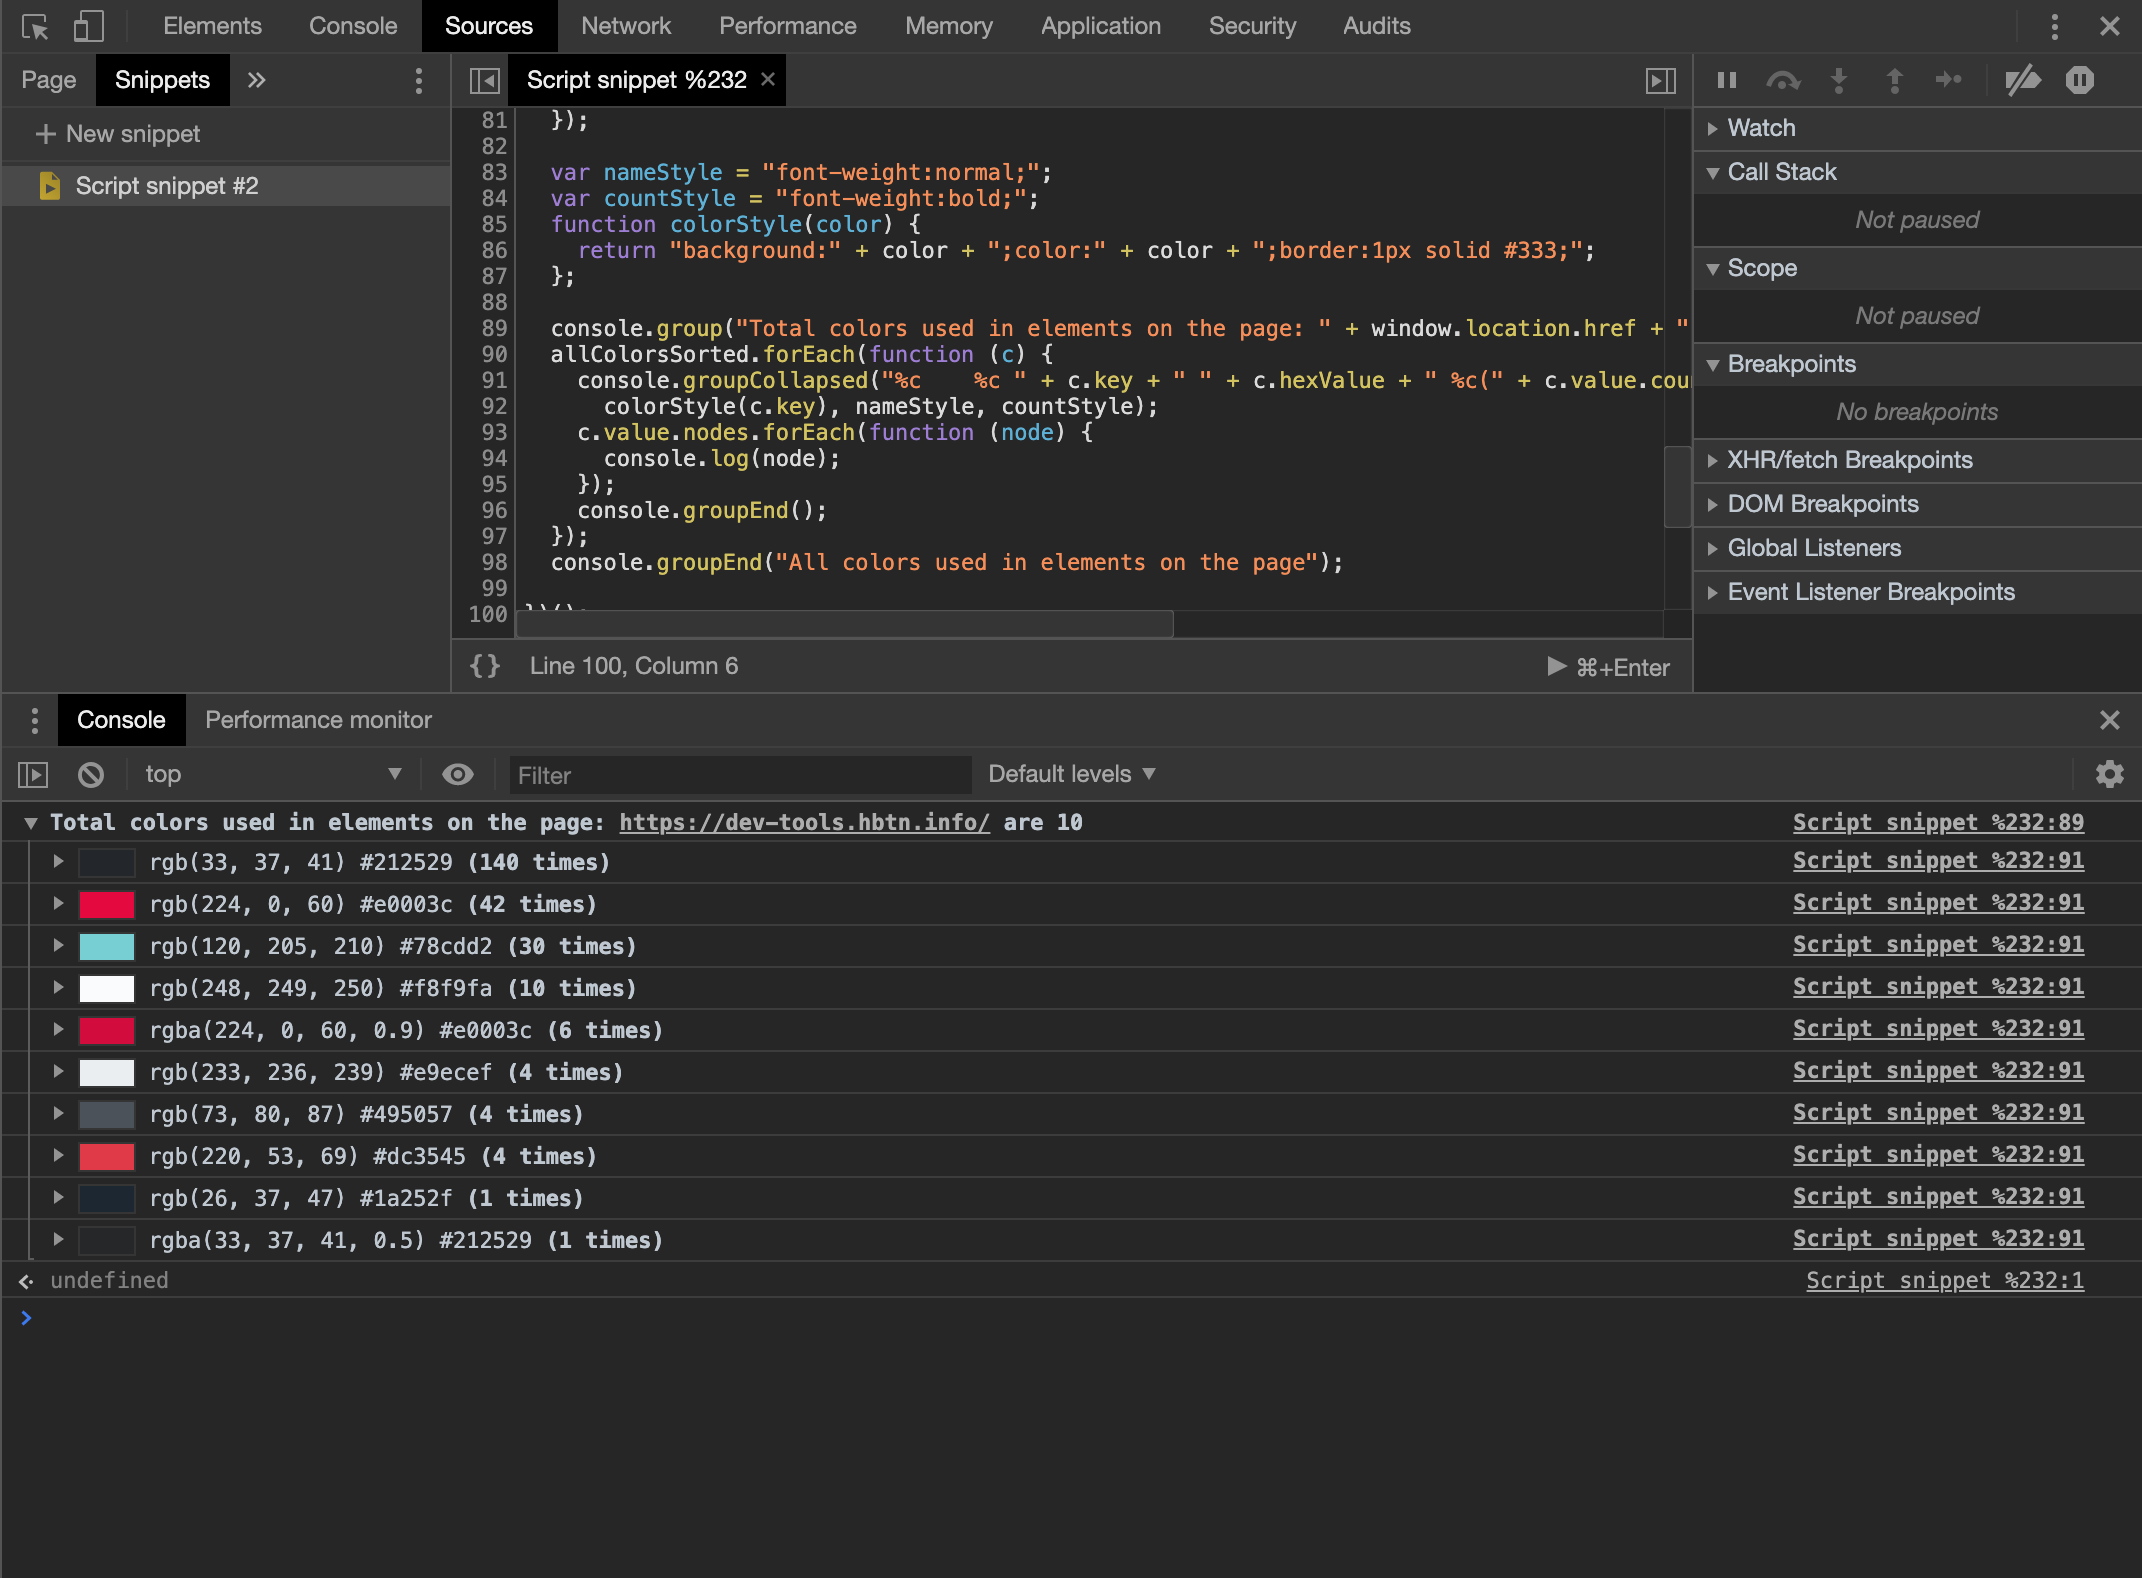 Elements Console Sources Network Performance Memory Application Security Audits
Page Snippets
New snippet
Script snippet #2
Script snippet %232
81 });
82
83 var nameStyle = "font-weight:normal;";
84 var countStyle = "font-weight:bold;";
85 function colorStyle(color) {
86 return "background:" + color + ";color:" + color + ";border:1px solid #333;";
87 };
88
89 console.group("Total colors used in elements on the page: " + window.location.href + "
90 allColorsSorted.forEach(function (c) {
91 console.groupCollapsed("%c    %c " + c.key + " " + c.hexValue + " %c(" + c.value.cou
92 colorStyle(c.key), nameStyle, countStyle);
93 c.value.nodes.forEach(function (node) {
94 console.log(node);
95 });
96 console.groupEnd();
97 });
98 console.groupEnd("All colors used in elements on the page");
99
100 })();
{} Line 100, Column 6
⌘+Enter
Watch
Call Stack
Not paused
Scope
Not paused
Breakpoints
No breakpoints
XHR/fetch Breakpoints
DOM Breakpoints
Global Listeners
Event Listener Breakpoints
Console Performance monitor
top
Filter
Default levels
Total colors used in elements on the page: https://dev-tools.hbtn.info/ are 10 Script snippet %232:89
rgb(33, 37, 41) #212529 (140 times) Script snippet %232:91
rgb(224, 0, 60) #e0003c (42 times) Script snippet %232:91
rgb(120, 205, 210) #78cdd2 (30 times) Script snippet %232:91
rgb(248, 249, 250) #f8f9fa (10 times) Script snippet %232:91
rgba(224, 0, 60, 0.9) #e0003c (6 times) Script snippet %232:91
rgb(233, 236, 239) #e9ecef (4 times) Script snippet %232:91
rgb(73, 80, 87) #495057 (4 times) Script snippet %232:91
rgb(220, 53, 69) #dc3545 (4 times) Script snippet %232:91
rgb(26, 37, 47) #1a252f (1 times) Script snippet %232:91
rgba(33, 37, 41, 0.5) #212529 (1 times) Script snippet %232:91
undefined Script snippet %232:1